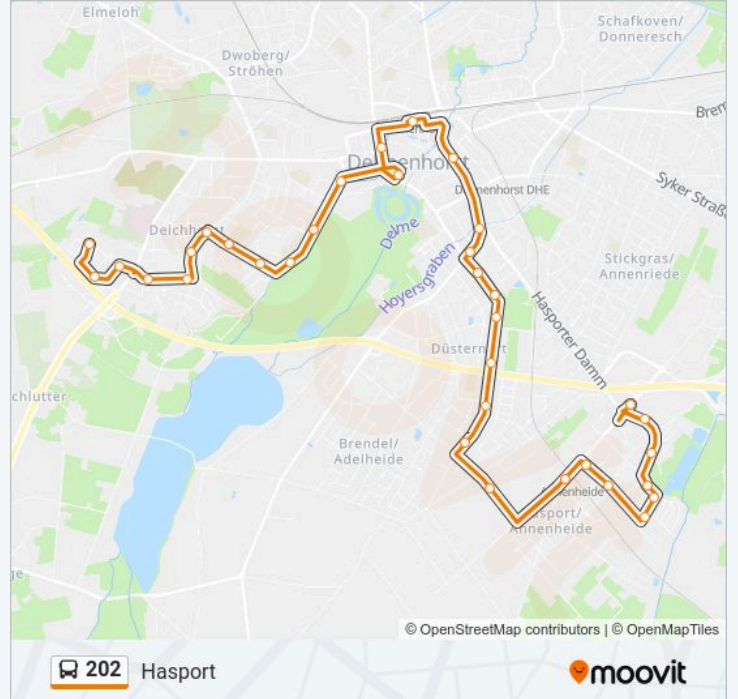 Elmeloh
Schafkoven/
Donneresch
Dwoberg/
Ströhen
Brem
Delmenhorst
Delmenhorst DHE
Syker Straß
Deichhorst
Delme
Stickgras/
Annenriede
Hoyersgraben
Hasporter Damm
Düsternort
chlutter
Brendel/
Adelheide
Annenheide
Hasport/
Annenheide
ge
© OpenStreetMap contributors | © OpenMapTiles
202 Hasport
moovit